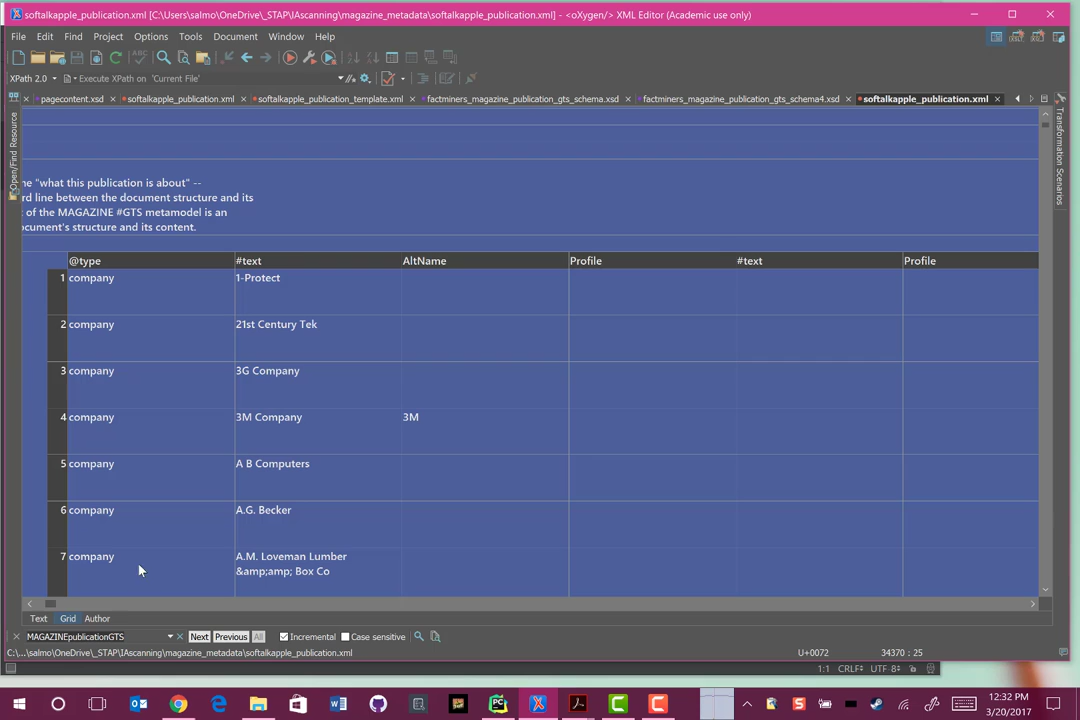 softalkapple_publication.xml [C:\Users\salmo\OneDrive\_STAP\IAscanning\magazine_metadata\softalkapple_publication.xml] - <oXygen/> XML Editor (Academic use only)
File Edit Find Project Options Tools Document Window Help
XPath 2.0 Execute XPath on 'Current File'
pagecontent.xsd softalkapple_publication.xml softalkapple_publication_template.xml factminers_magazine_publication_gts_schema.xsd factminers_magazine_publication_gts_schema4.xsd softalkapple_publication.xml
Open/Find Resource
Transformation Scenarios
ne "what this publication is about" --
rd line between the document structure and its
t of the MAGAZINE #GTS metamodel is an
ocument's structure and its content.
@type #text AltName Profile #text Profile
1 company 1-Protect
2 company 21st Century Tek
3 company 3G Company
4 company 3M Company 3M
5 company A B Computers
6 company A.G. Becker
7 company A.M. Loveman Lumber
&amp;amp; Box Co
Text Grid Author
MAGAZINEpublicationGTS Next Previous All Incremental Case sensitive
C:\...\salmo\OneDrive\_STAP\IAscanning\magazine_metadata\softalkapple_publication.xml U+0072 34370 : 25
1:1 CRLF UTF-8
12:32 PM
3/20/2017